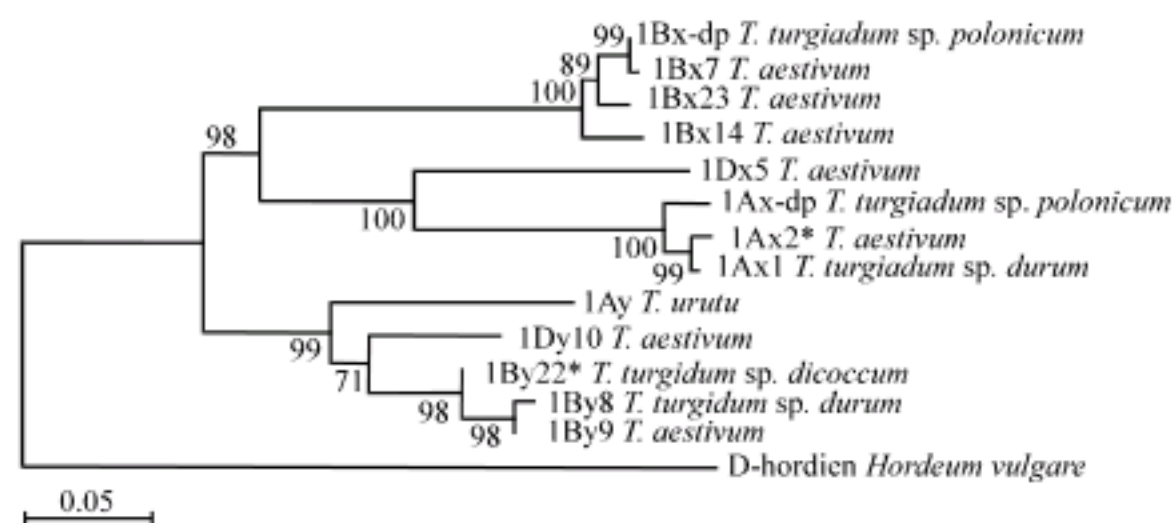 99 1Bx-dp T. turgiadum sp. polonicum
89 1Bx7 T. aestivum
100 1Bx23 T. aestivum
1Bx14 T. aestivum
98
1Dx5 T. aestivum
100 1Ax-dp T. turgiadum sp. polonicum
100 1Ax2* T. aestivum
99 1Ax1 T. turgiadum sp. durum
1Ay T. urutu
99 1Dy10 T. aestivum
71 1By22* T. turgidum sp. dicoccum
98 1By8 T. turgidum sp. durum
98 1By9 T. aestivum
D-hordien Hordeum vulgare
0.05